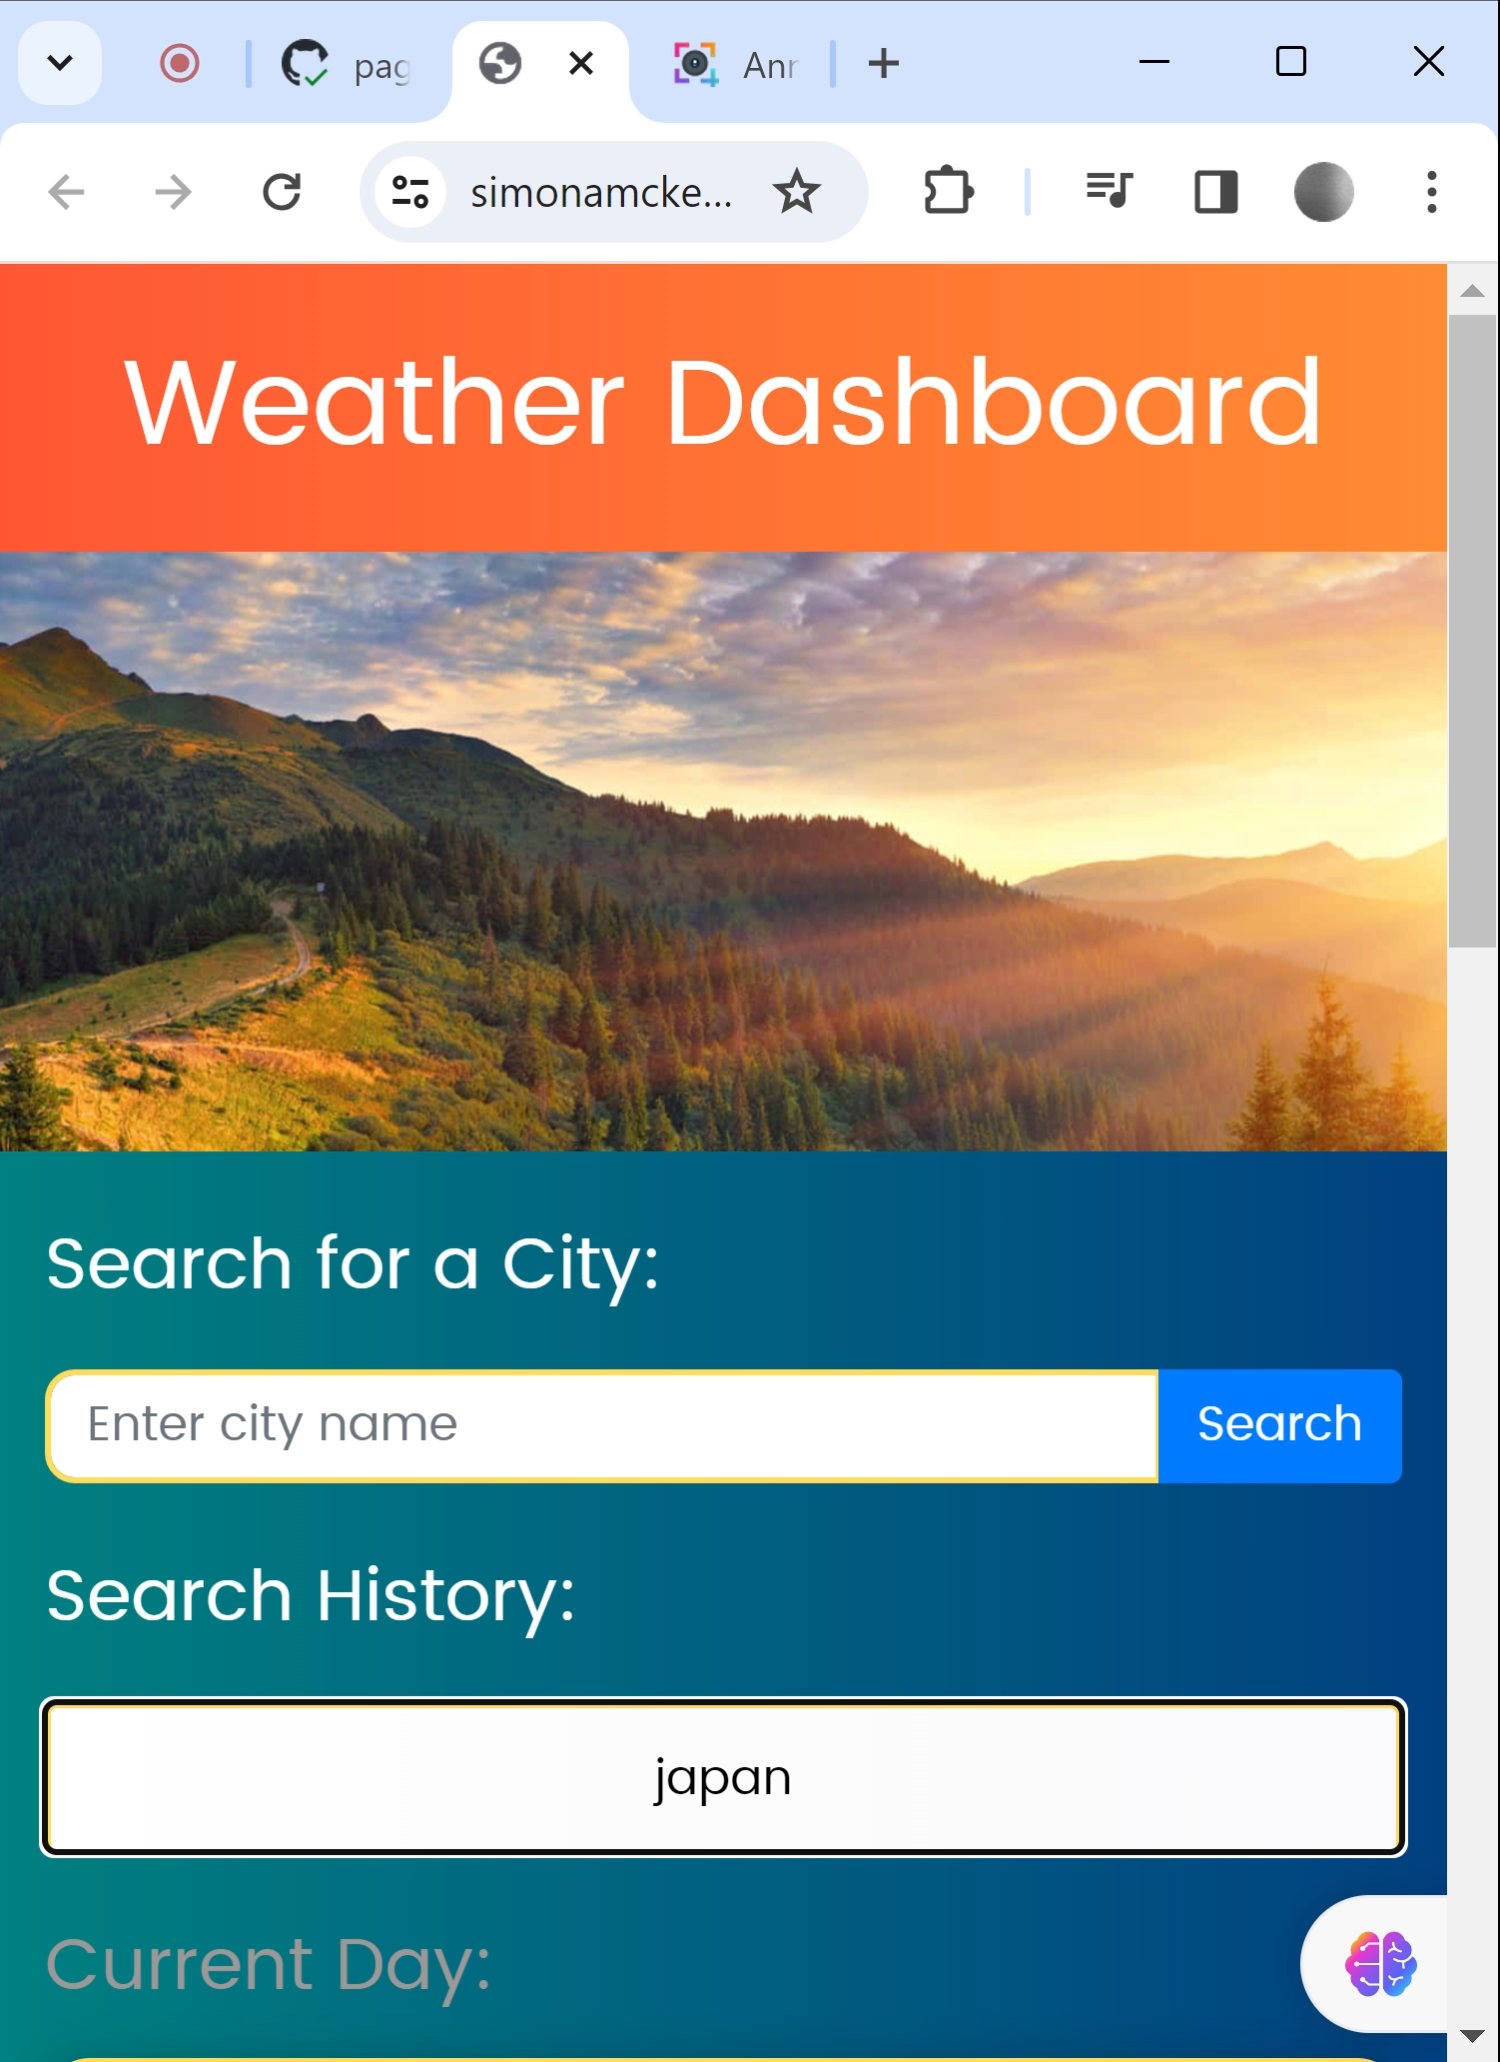 pag
Anr
simonamcke...
Weather Dashboard
Search for a City:
Enter city name
Search
Search History:
japan
Current Day: